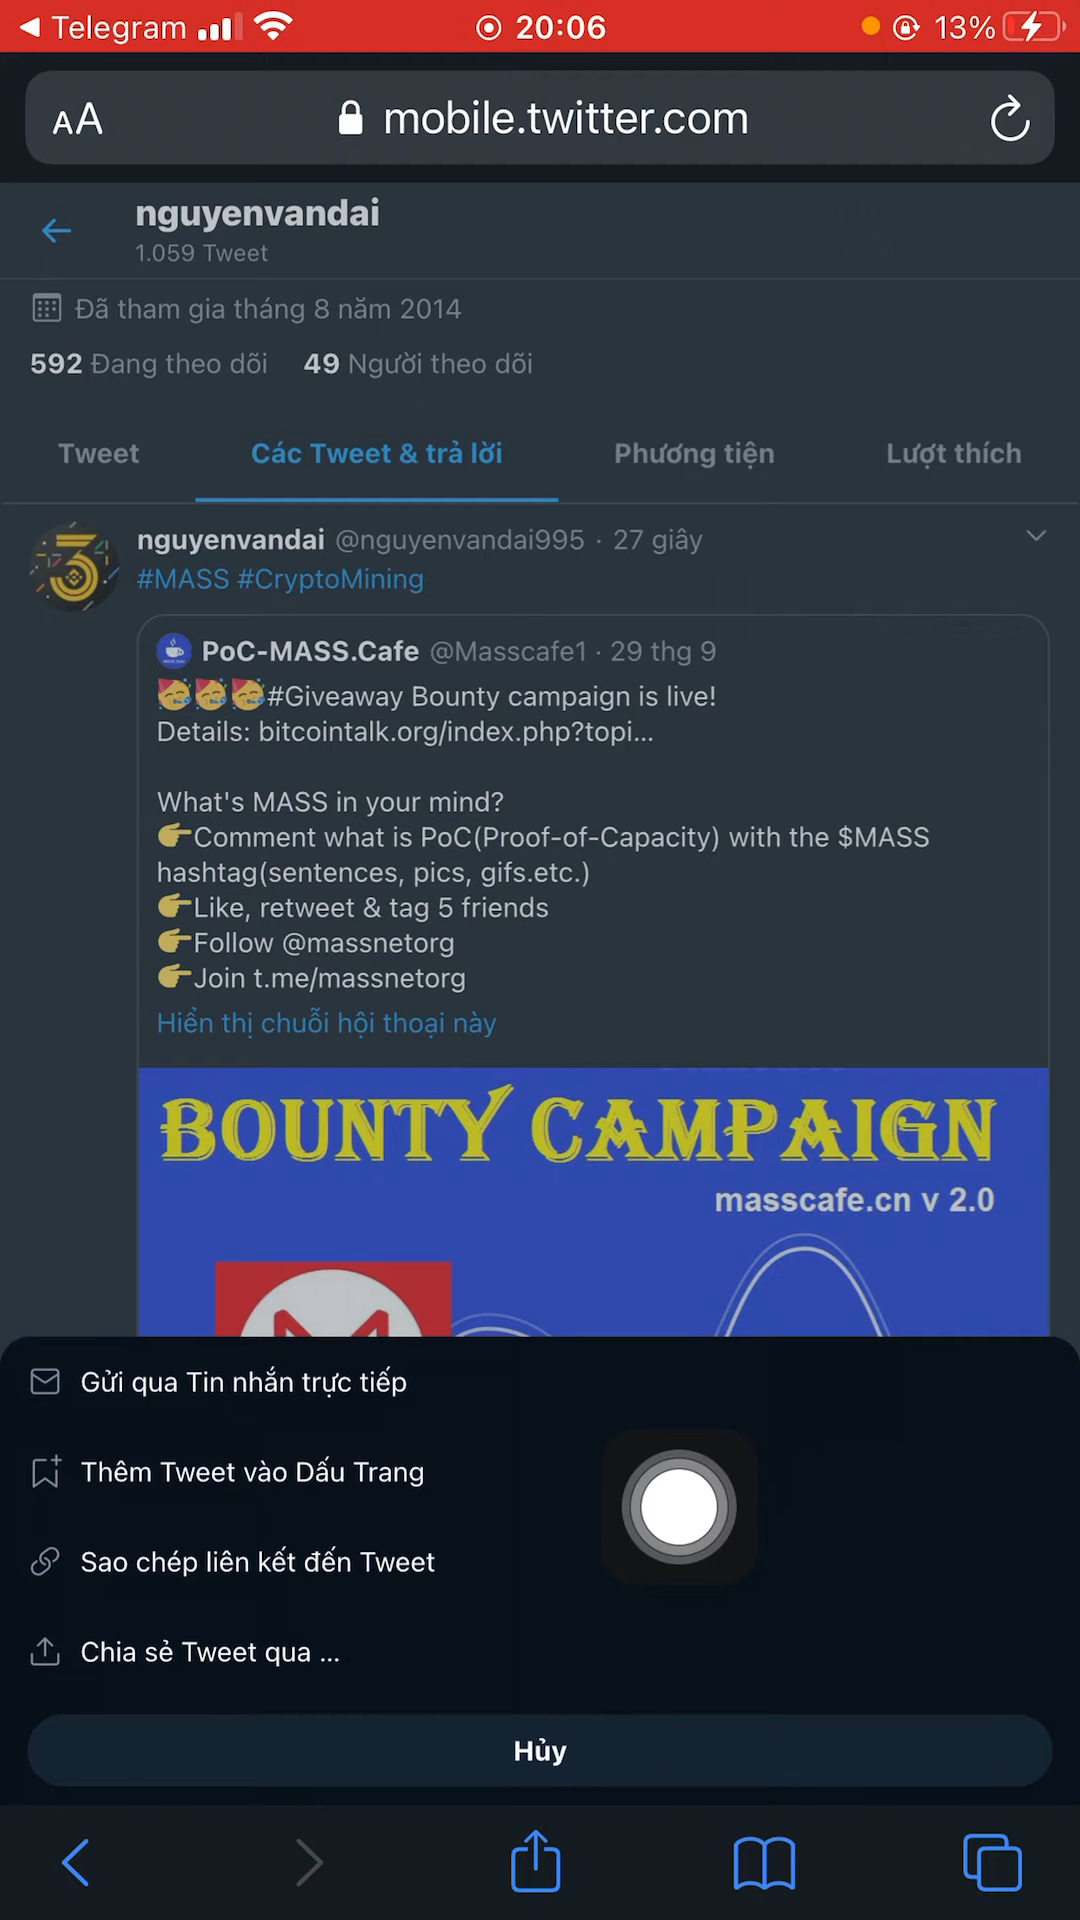 Telegram 20:06 13%
AA mobile.twitter.com
nguyenvandai
1.059 Tweet
Đã tham gia tháng 8 năm 2014
592 Đang theo dõi 49 Người theo dõi
Tweet Các Tweet & trả lời Phương tiện Lượt thích
nguyenvandai @nguyenvandai995 · 27 giây
#MASS #CryptoMining
PoC-MASS.Cafe @Masscafe1 · 29 thg 9
#Giveaway Bounty campaign is live!
Details: bitcointalk.org/index.php?topi...
What's MASS in your mind?
Comment what is PoC(Proof-of-Capacity) with the $MASS
hashtag(sentences, pics, gifs.etc.)
Like, retweet & tag 5 friends
Follow @massnetorg
Join t.me/massnetorg
Hiển thị chuỗi hội thoại này
BOUNTY CAMPAIGN
masscafe.cn v 2.0
Gửi qua Tin nhắn trực tiếp
Thêm Tweet vào Dấu Trang
Sao chép liên kết đến Tweet
Chia sẻ Tweet qua ...
Hủy